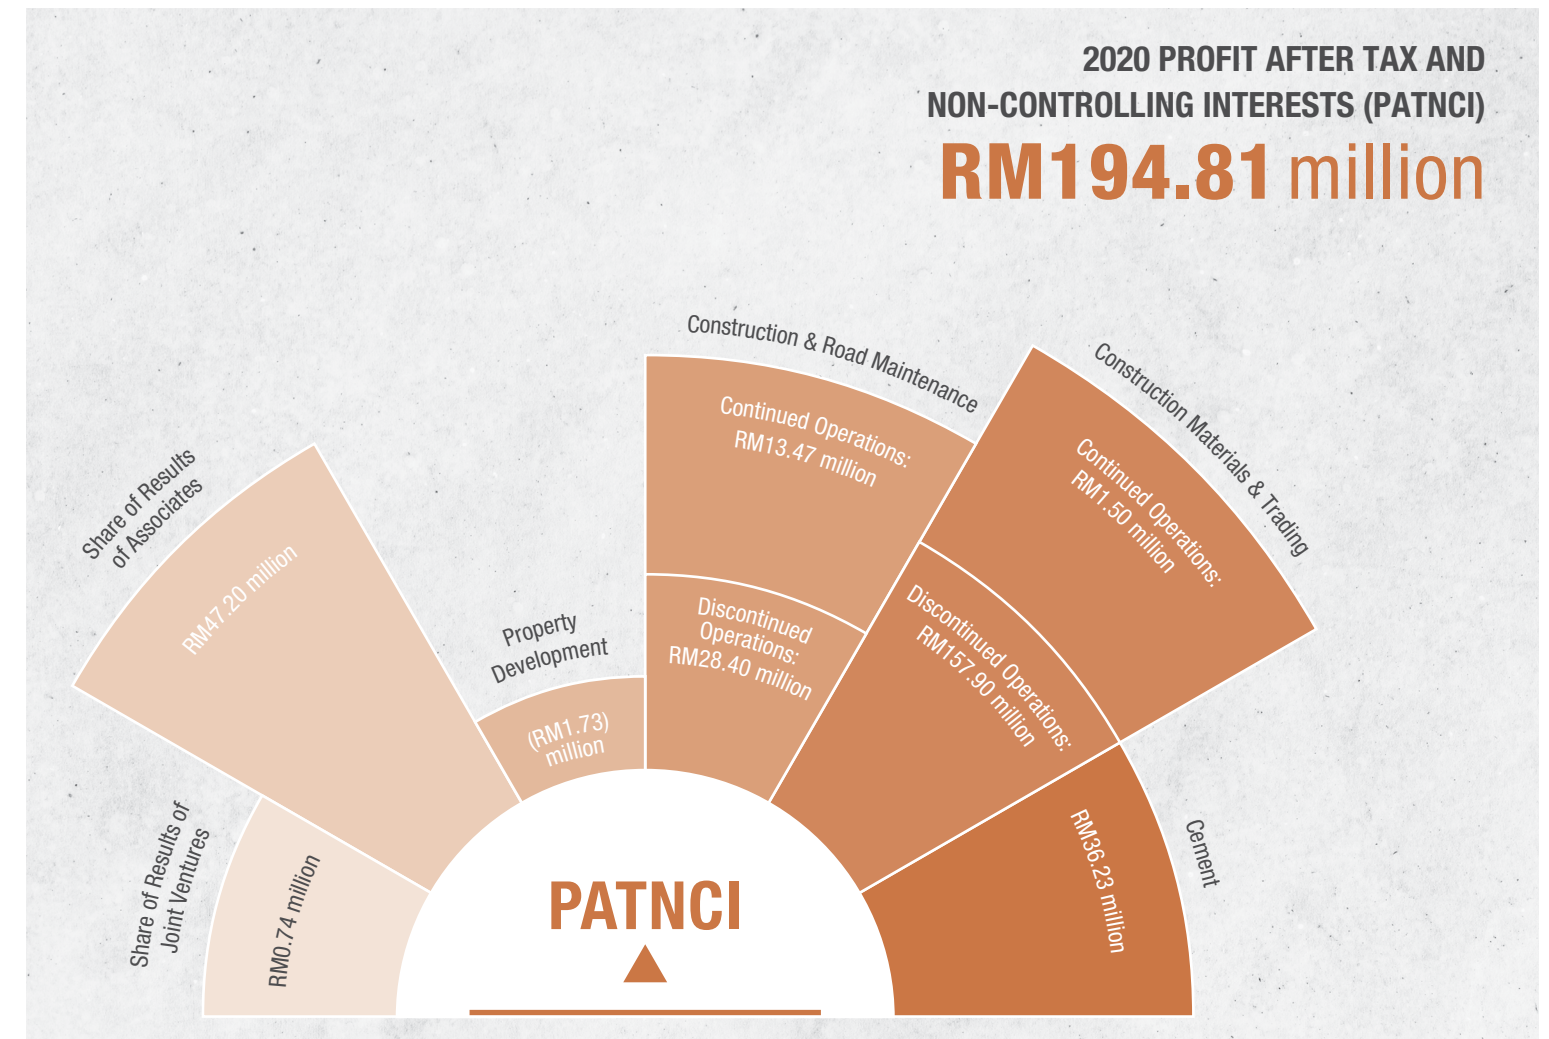 2020 PROFIT AFTER TAX AND
NON-CONTROLLING INTERESTS (PATNCI)
RM194.81 million
Share of Results of
Joint Ventures
RM0.74 million
Share of Results
of Associates
RM47.20 million
Property
Development
(RM1.73)
million
Construction & Road Maintenance
Continued Operations:
RM13.47 million
Discontinued
Operations:
RM28.40 million
Construction Materials & Trading
Continued Operations:
RM1.50 million
Discontinued Operations:
RM157.90 million
Cement
RM36.23 million
PATNCI